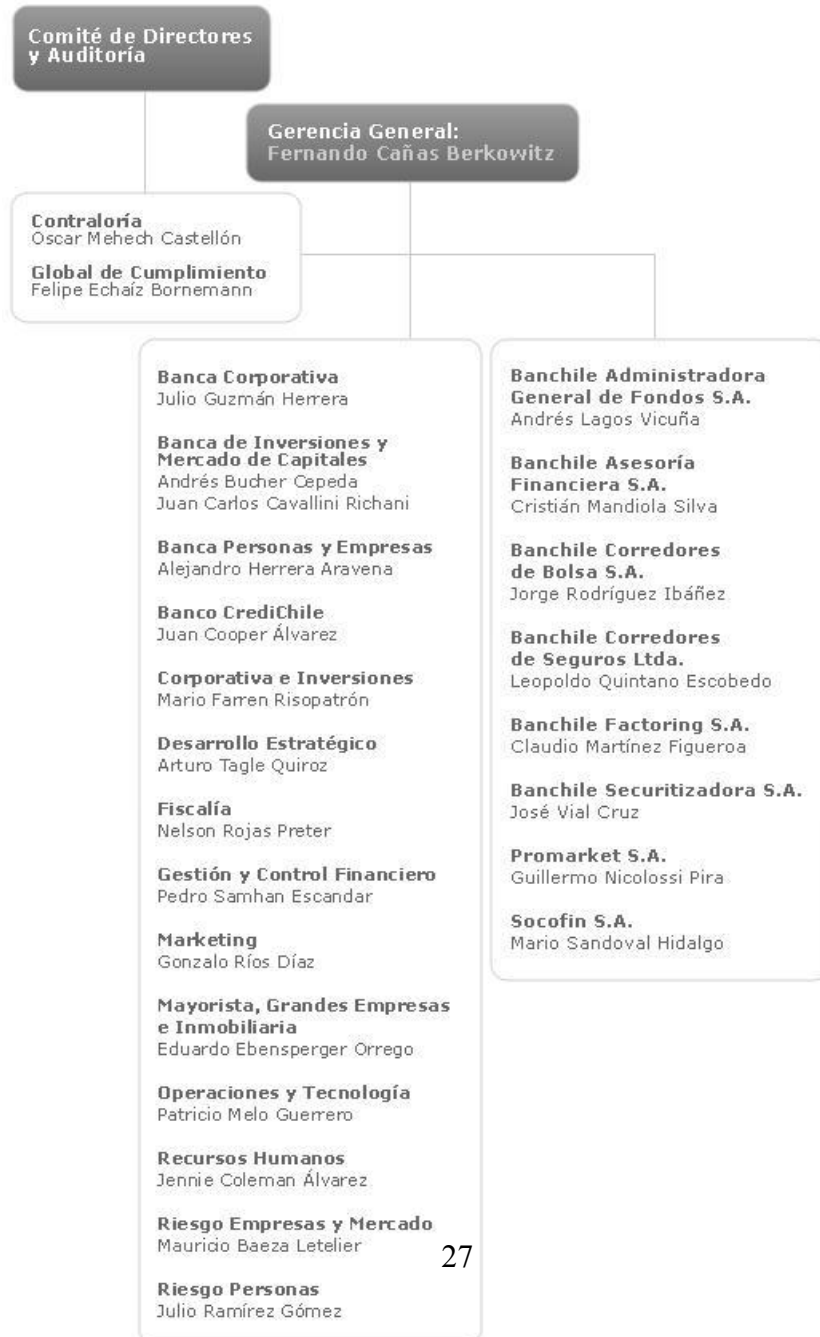 Comité de Directores
y Auditoría
Gerencia General:
Fernando Cañas Berkowitz
Contraloría
Oscar Mehech Castellón
Global de Cumplimiento
Felipe Echaíz Bornemann
Banca Corporativa
Julio Guzmán Herrera
Banca de Inversiones y
Mercado de Capitales
Andrés Bucher Cepeda
Juan Carlos Cavallini Richani
Banca Personas y Empresas
Alejandro Herrera Aravena
Banco CrediChile
Juan Cooper Álvarez
Corporativa e Inversiones
Mario Farren Risopatrón
Desarrollo Estratégico
Arturo Tagle Quiroz
Fiscalía
Nelson Rojas Preter
Gestión y Control Financiero
Pedro Samhan Escandar
Marketing
Gonzalo Ríos Díaz
Mayorista, Grandes Empresas
e Inmobiliaria
Eduardo Ebensperger Orrego
Operaciones y Tecnología
Patricio Melo Guerrero
Recursos Humanos
Jennie Coleman Álvarez
Riesgo Empresas y Mercado
Mauricio Baeza Letelier
Riesgo Personas
Julio Ramírez Gómez
Banchile Administradora
General de Fondos S.A.
Andrés Lagos Vicuña
Banchile Asesoría
Financiera S.A.
Cristián Mandiola Silva
Banchile Corredores
de Bolsa S.A.
Jorge Rodríguez Ibáñez
Banchile Corredores
de Seguros Ltda.
Leopoldo Quintano Escobedo
Banchile Factoring S.A.
Claudio Martínez Figueroa
Banchile Securitizadora S.A.
José Vial Cruz
Promarket S.A.
Guillermo Nicolossi Pira
Socofin S.A.
Mario Sandoval Hidalgo
27